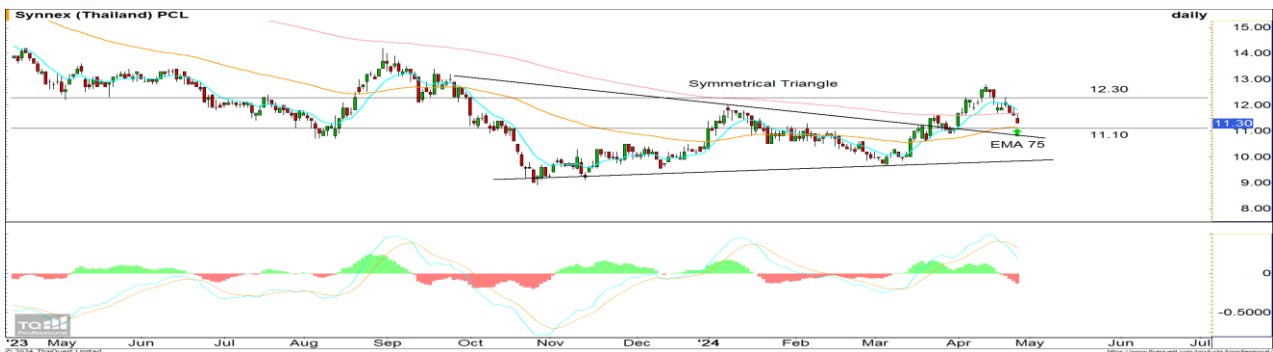 Synnex (Thailand) PCL daily
15.00
14.00
13.00
12.00
11.30
11.00
10.00
9.00
8.00
Symmetrical Triangle
12.30
11.10
EMA 75
0
-0.5000
TQ
Professional
'23 May Jun Jul Aug Sep Oct Nov Dec '24 Feb Mar Apr May Jun Jul